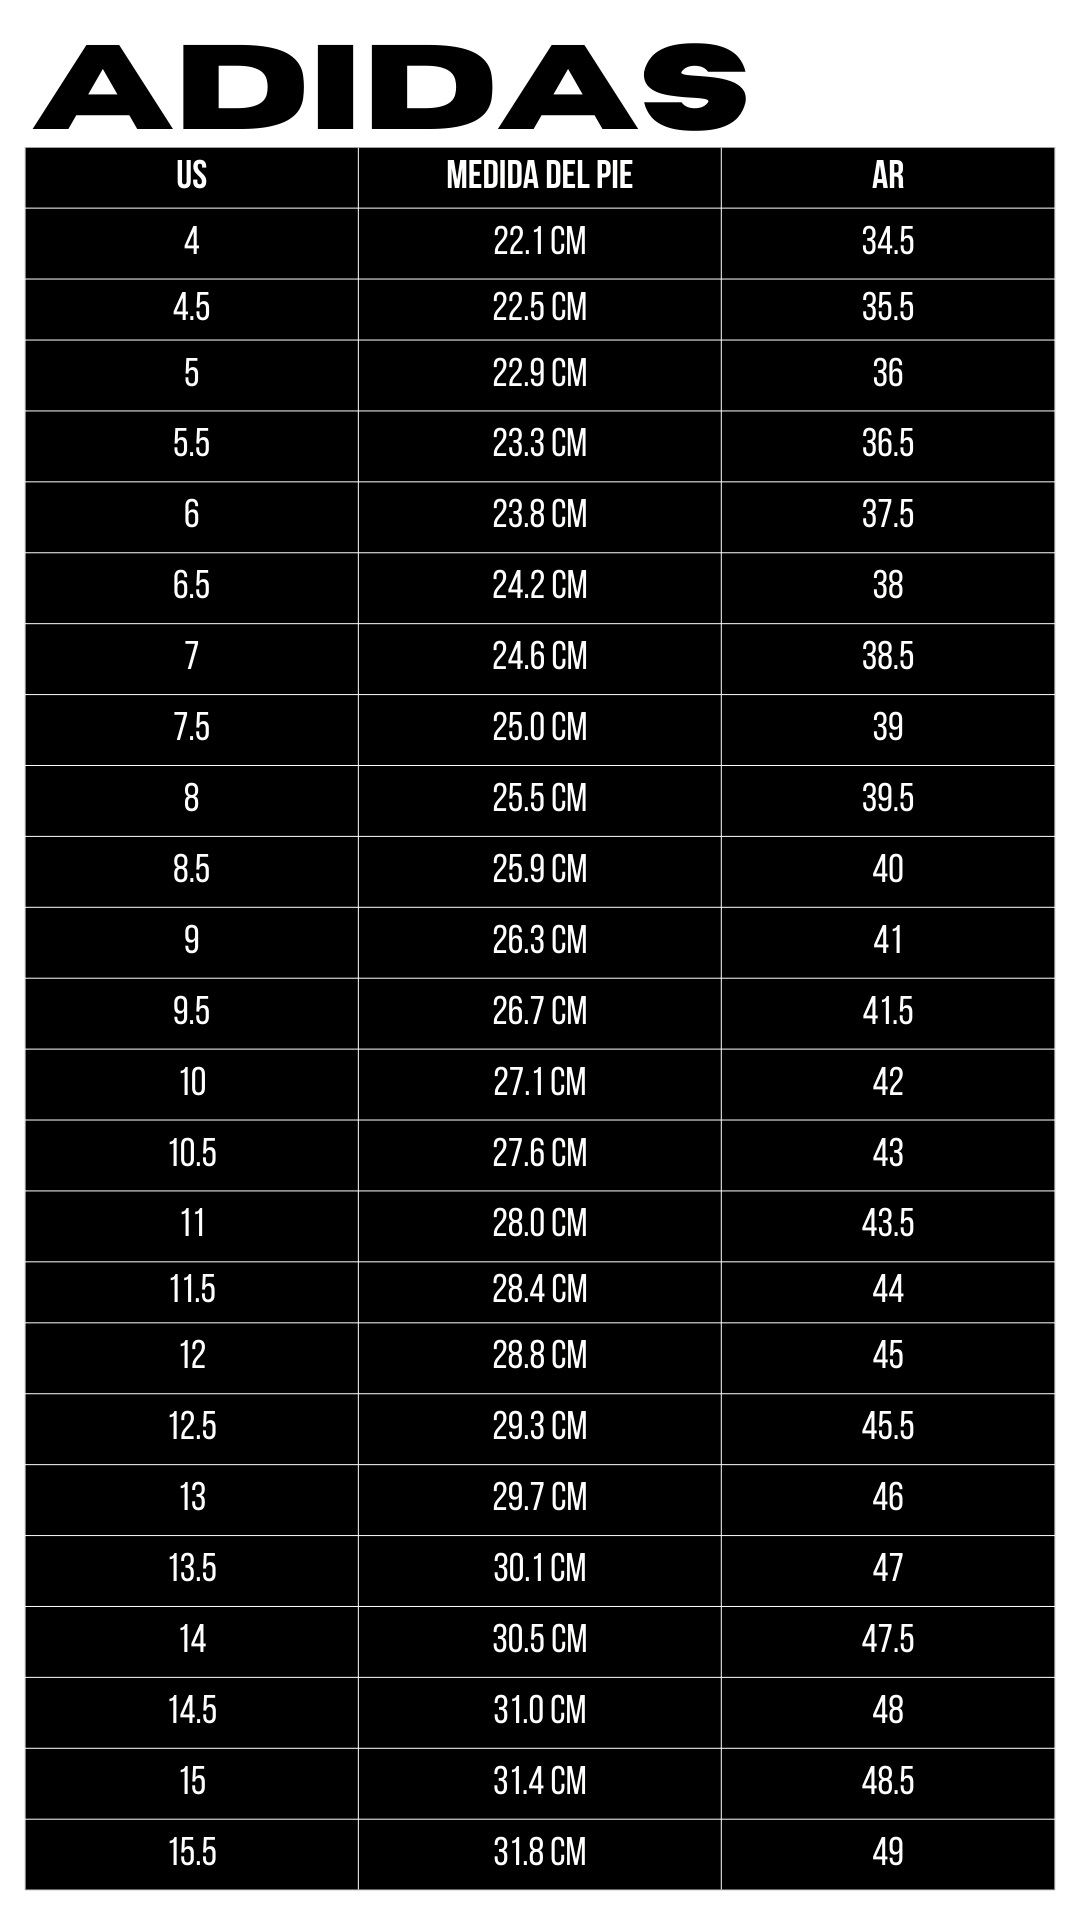 ADIDAS
US MEDIDA DEL PIE AR
4 22.1 CM 34.5
4.5 22.5 CM 35.5
5 22.9 CM 36
5.5 23.3 CM 36.5
6 23.8 CM 37.5
6.5 24.2 CM 38
7 24.6 CM 38.5
7.5 25.0 CM 39
8 25.5 CM 39.5
8.5 25.9 CM 40
9 26.3 CM 41
9.5 26.7 CM 41.5
10 27.1 CM 42
10.5 27.6 CM 43
11 28.0 CM 43.5
11.5 28.4 CM 44
12 28.8 CM 45
12.5 29.3 CM 45.5
13 29.7 CM 46
13.5 30.1 CM 47
14 30.5 CM 47.5
14.5 31.0 CM 48
15 31.4 CM 48.5
15.5 31.8 CM 49